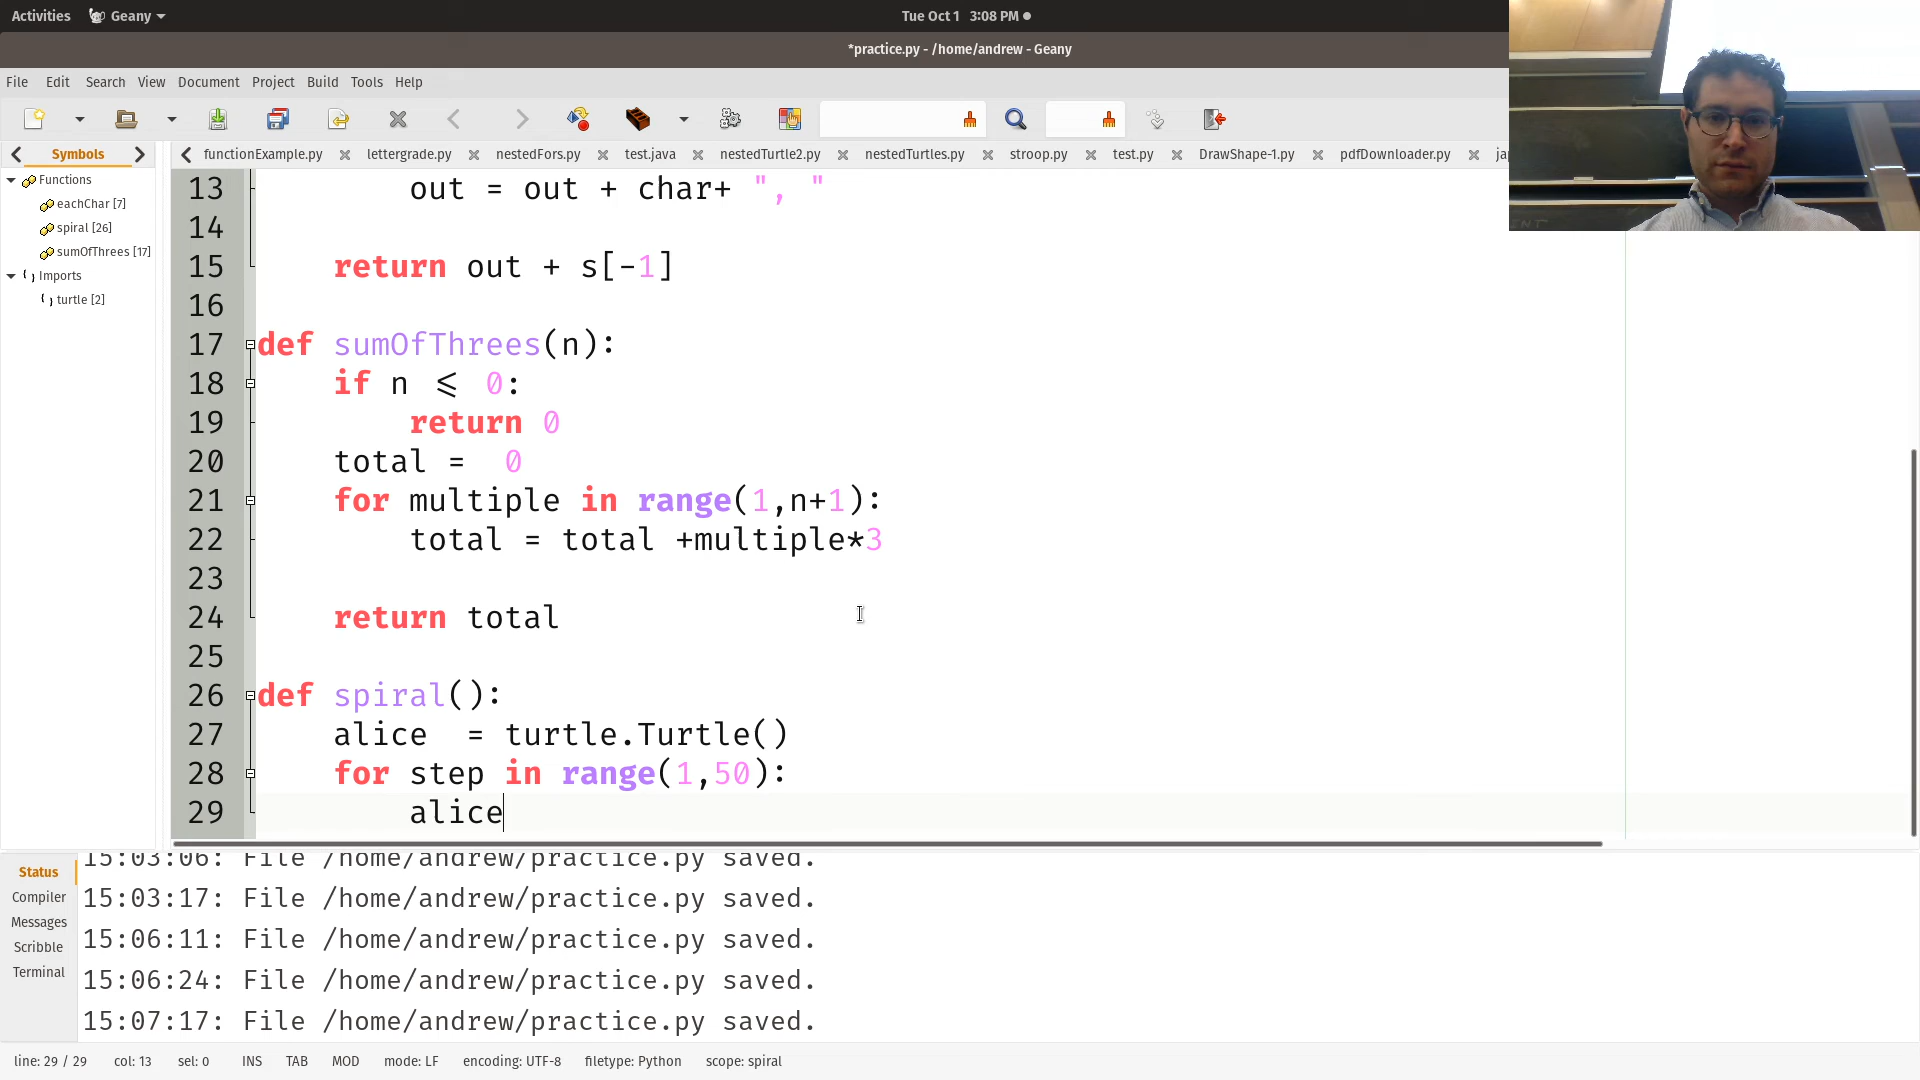 Activities Geany Tue Oct 1 3:08 PM
*practice.py - /home/andrew - Geany
File Edit Search View Document Project Build Tools Help
Symbols functionExample.py lettergrade.py nestedFors.py test.java nestedTurtle2.py nestedTurtles.py stroop.py test.py DrawShape-1.py pdfDownloader.py
Functions
eachChar [7]
spiral [26]
sumOfThrees [17]
Imports
turtle [2]
13 out = out + char+ ", "
14
15 return out + s[-1]
16
17 def sumOfThrees(n):
18 if n <= 0:
19 return 0
20 total =  0
21 for multiple in range(1,n+1):
22 total = total +multiple*3
23
24 return total
25
26 def spiral():
27 alice  = turtle.Turtle()
28 for step in range(1,50):
29 alice
Status
Compiler
Messages
Scribble
Terminal
15:03:06: File /home/andrew/practice.py saved.
15:03:17: File /home/andrew/practice.py saved.
15:06:11: File /home/andrew/practice.py saved.
15:06:24: File /home/andrew/practice.py saved.
15:07:17: File /home/andrew/practice.py saved.
line: 29 / 29 col: 13 sel: 0 INS TAB MOD mode: LF encoding: UTF-8 filetype: Python scope: spiral